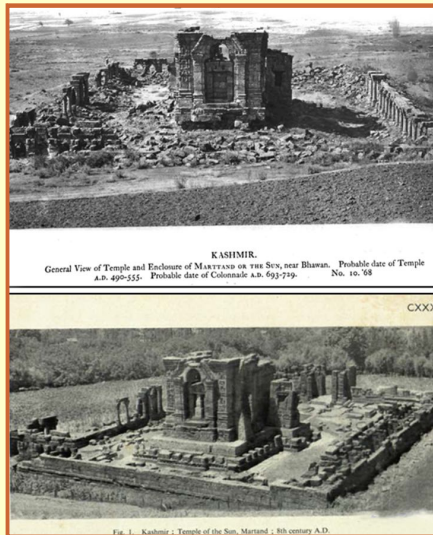 KASHMIR.
General View of Temple and Enclosure of MARTTAND OR THE SUN, near Bhawan. Probable date of Temple
A.D. 490-555. Probable date of Colonnade A.D. 693-729. No. 10. '68
CXXX
Fig. 1. Kashmir : Temple of the Sun, Martand ; 8th century A.D.